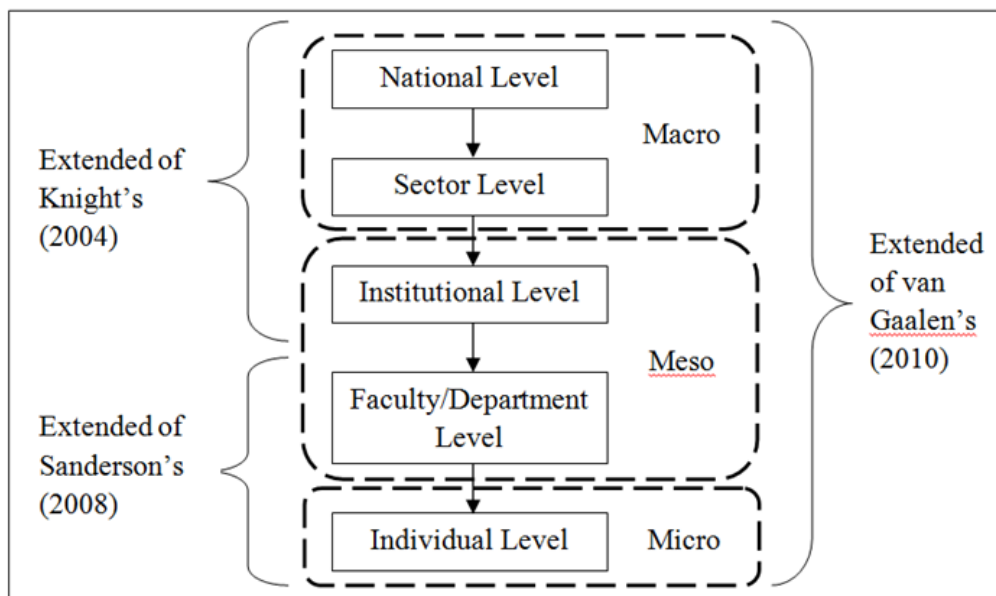 National Level
Macro
Sector Level
Extended of
Knight's
(2004)
Institutional Level
Meso
Faculty/Department
Level
Extended of
Sanderson's
(2008)
Individual Level
Micro
Extended
of van
Gaalen's
(2010)